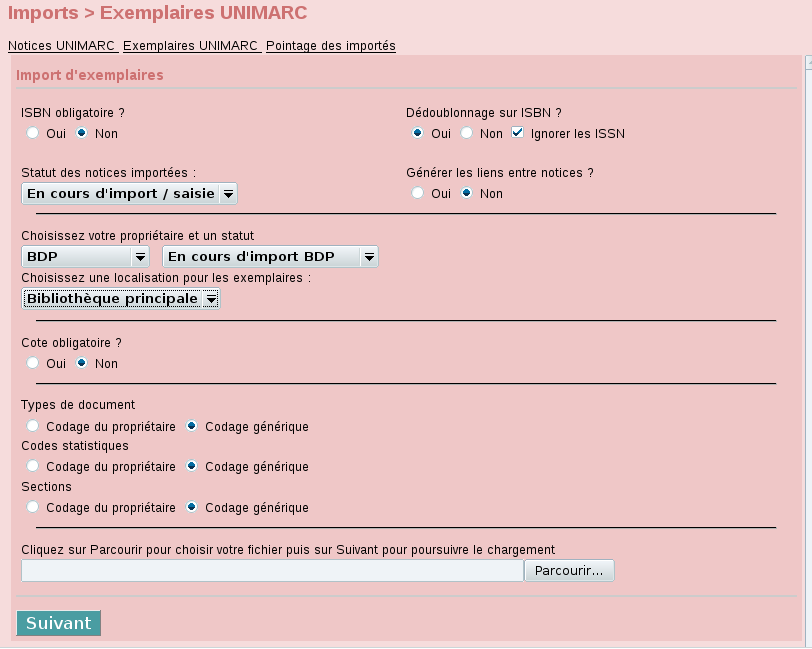 Imports > Exemplaires UNIMARC
Notices UNIMARC Exemplaires UNIMARC Pointage des importés
Import d'exemplaires
ISBN obligatoire ? Dédoublonnage sur ISBN ?
Oui Non Oui Non Ignorer les ISSN
Statut des notices importées : Générer les liens entre notices ?
En cours d'import / saisie Oui Non
Choisissez votre propriétaire et un statut
BDP En cours d'import BDP
Choisissez une localisation pour les exemplaires :
Bibliothèque principale
Cote obligatoire ?
Oui Non
Types de document
Codage du propriétaire Codage générique
Codes statistiques
Codage du propriétaire Codage générique
Sections
Codage du propriétaire Codage générique
Cliquez sur Parcourir pour choisir votre fichier puis sur Suivant pour poursuivre le chargement
Parcourir...
Suivant